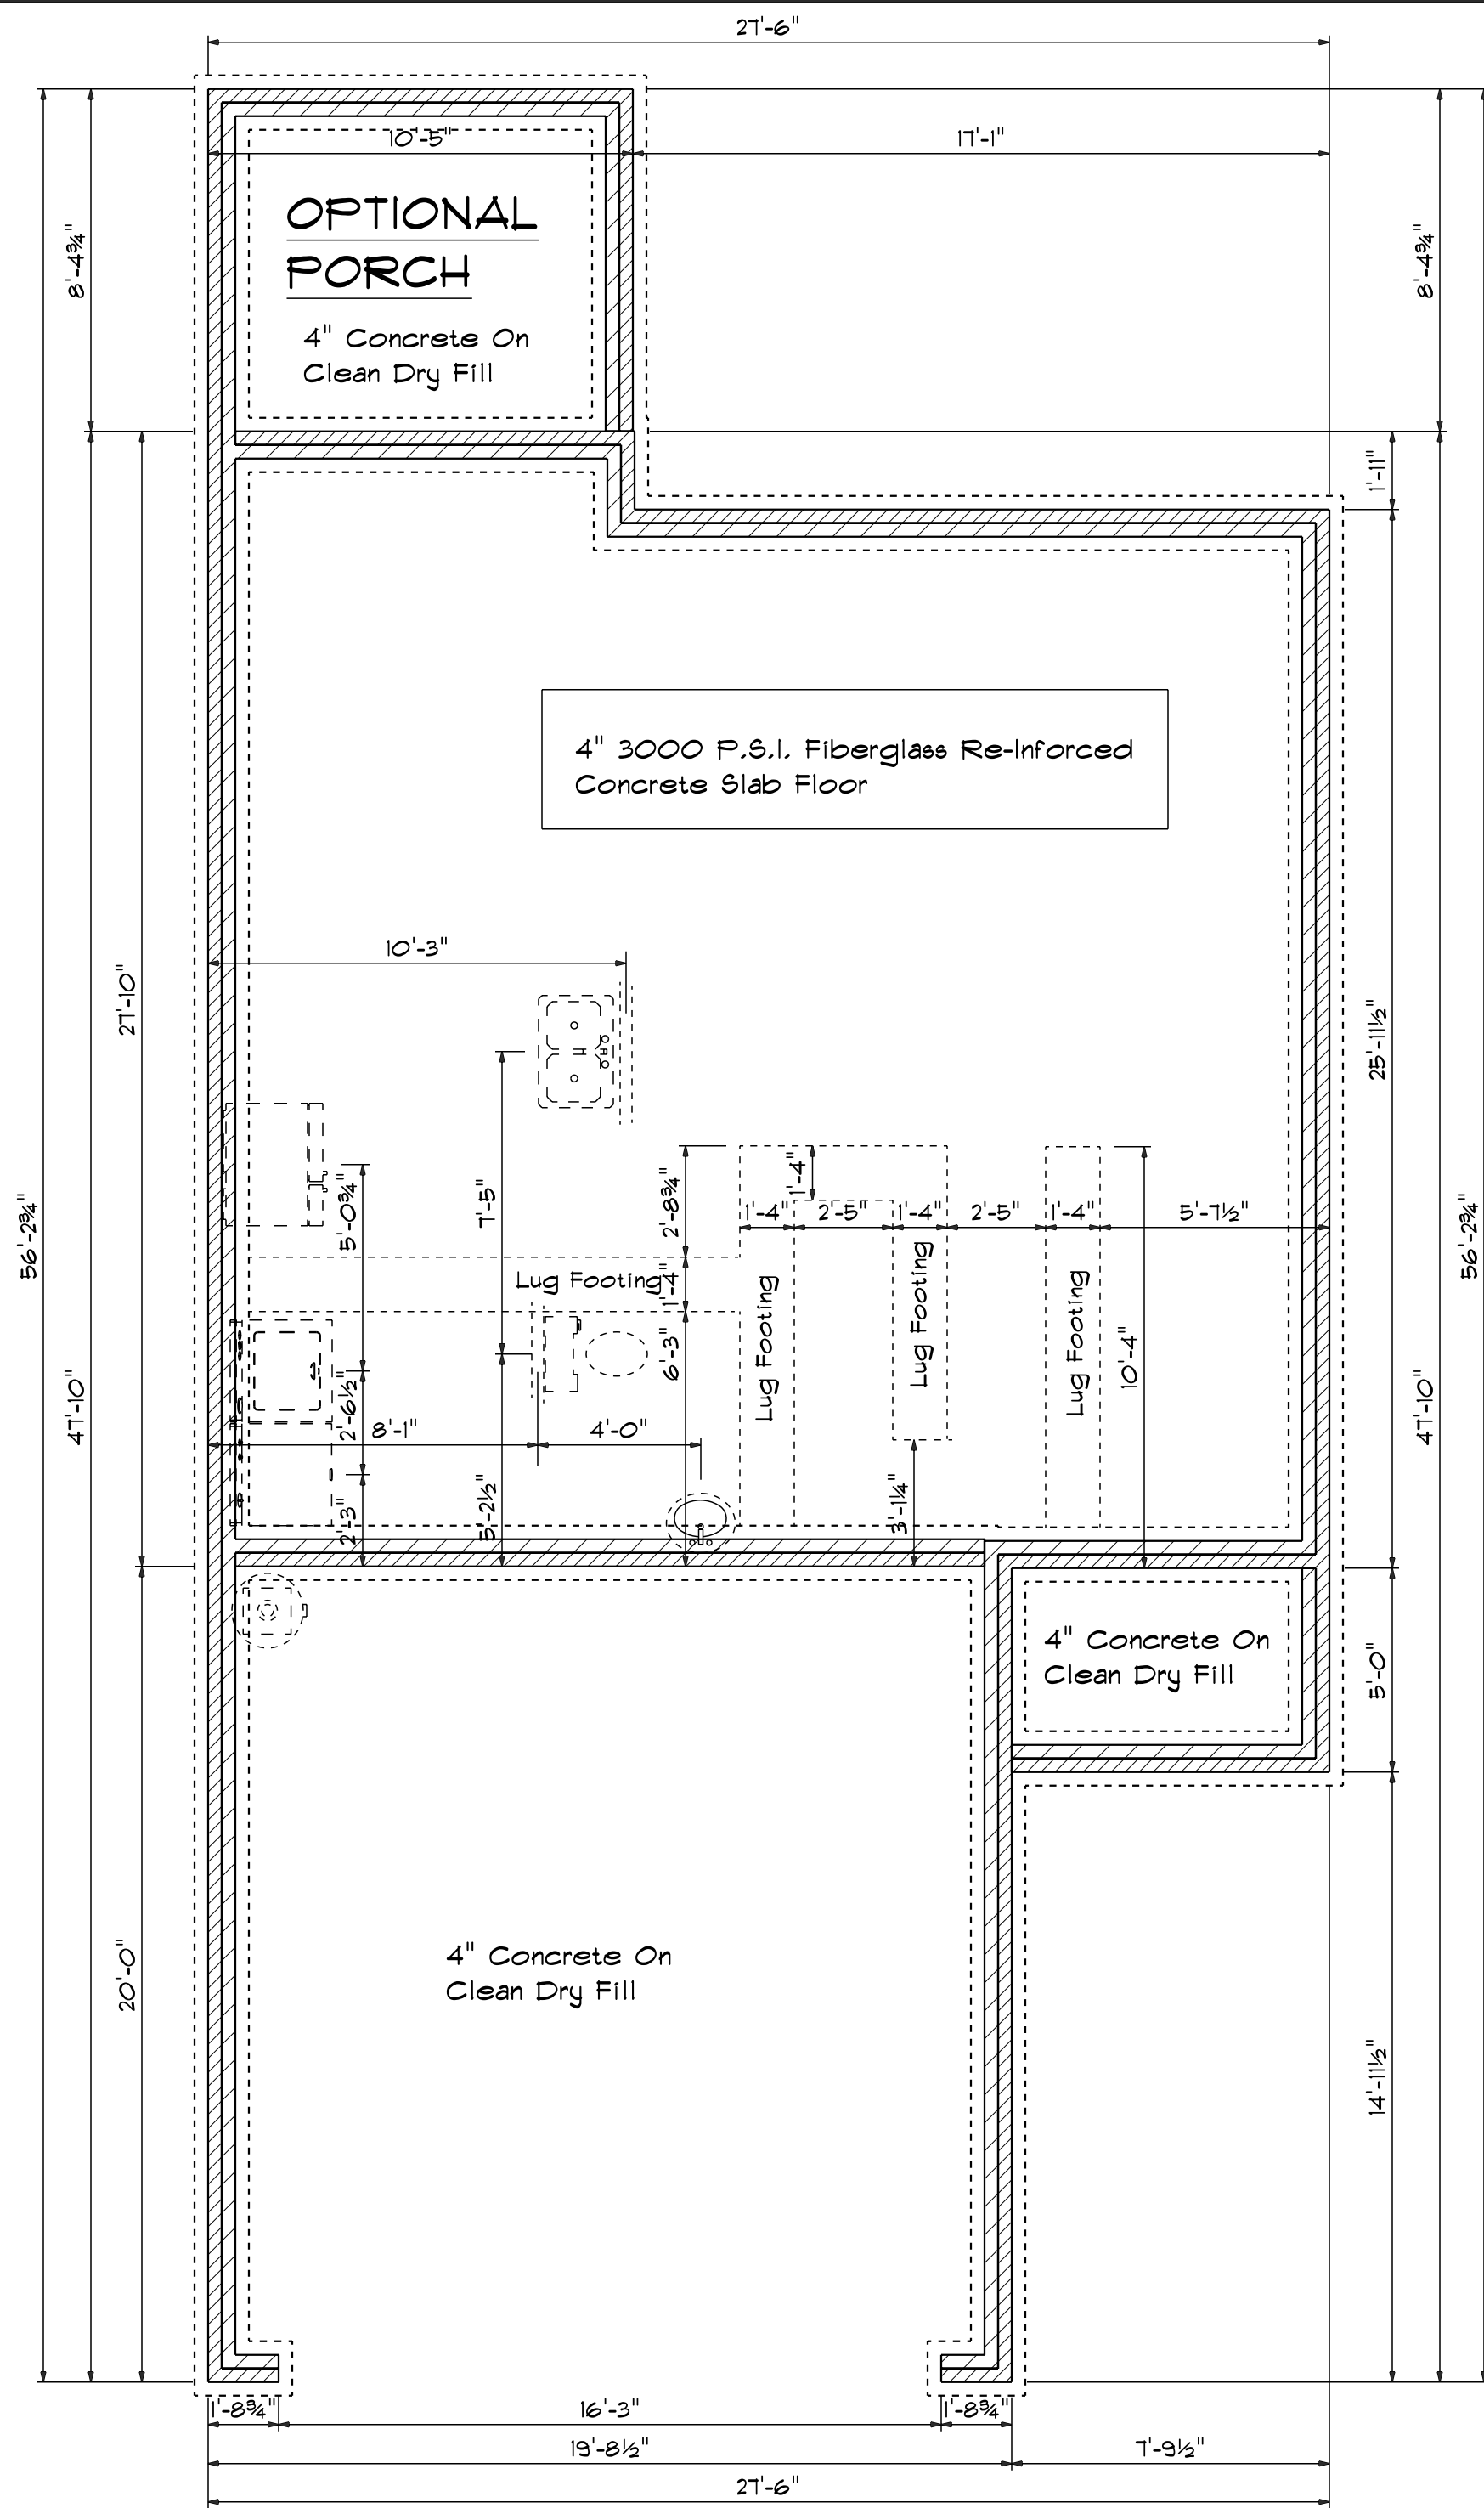 27'-6"
10'-5"
17'-1"
8'-4¾"
8'-4¾"
OPTIONAL
PORCH
4" Concrete On
Clean Dry Fill
1'-11"
4" 3000 P.S.I. Fiberglass Re-Inforced
Concrete Slab Floor
10'-3"
27'-10"
25'-11½"
56'-2¾"
56'-2¾"
5'-0¾"
7'-5"
2'-8¾"
1'-4"
1'-4"
2'-5"
1'-4"
2'-5"
1'-4"
5'-7½"
Lug Footing
1'-4"
Lug Footing
Lug Footing
Lug Footing
10'-4"
6'-3"
47'-10"
47'-10"
2'-6½"
8'-1"
4'-0"
2'-3"
5'-2½"
3'-1¼"
4" Concrete On
Clean Dry Fill
5'-0"
4" Concrete On
Clean Dry Fill
20'-0"
14'-11½"
1'-8¾"
16'-3"
1'-8¾"
19'-8½"
7'-9½"
27'-6"